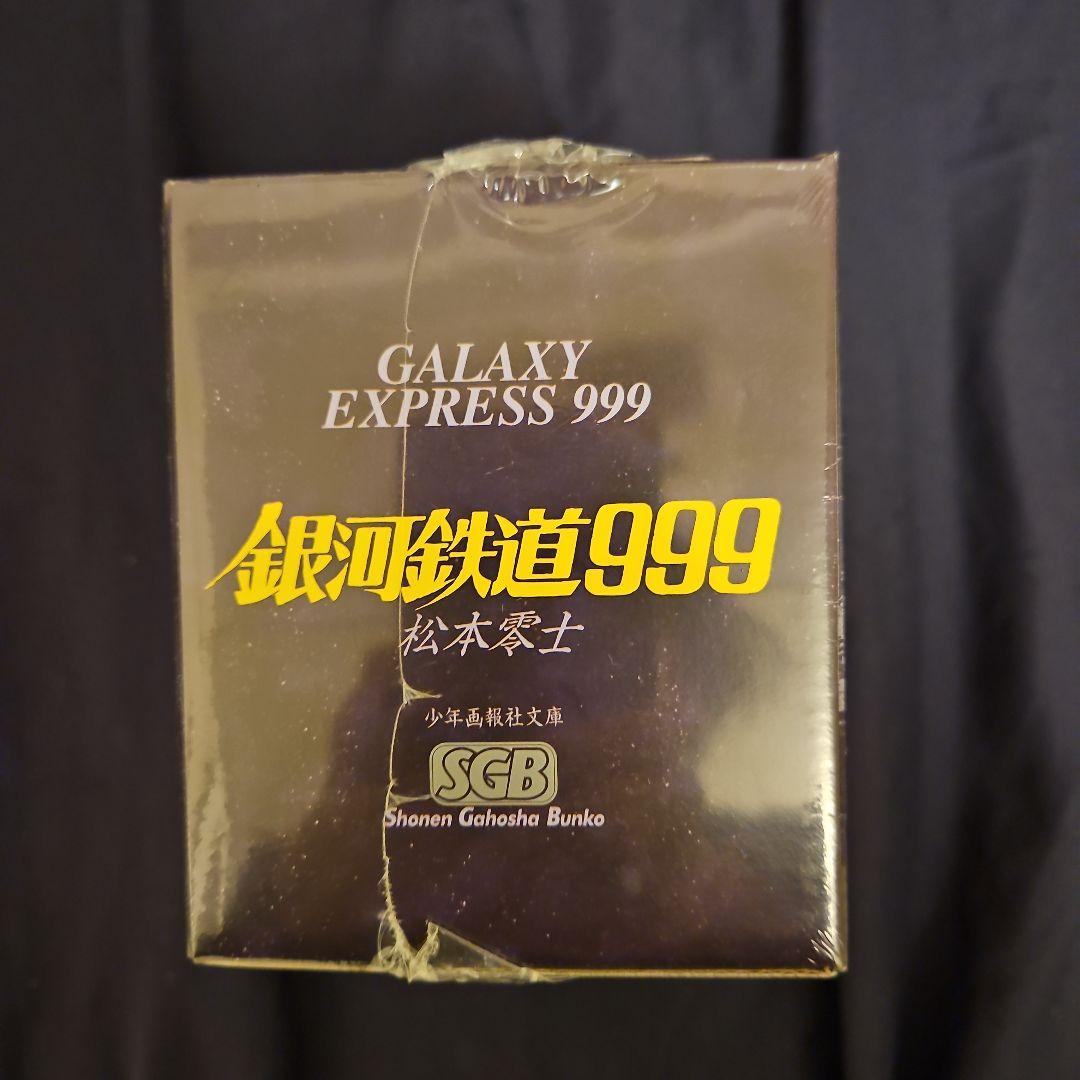 GALAXY
EXPRESS 999
銀河鉄道999
松本零士
少年画報社文庫
SGB
Shonen Gahosha Bunko